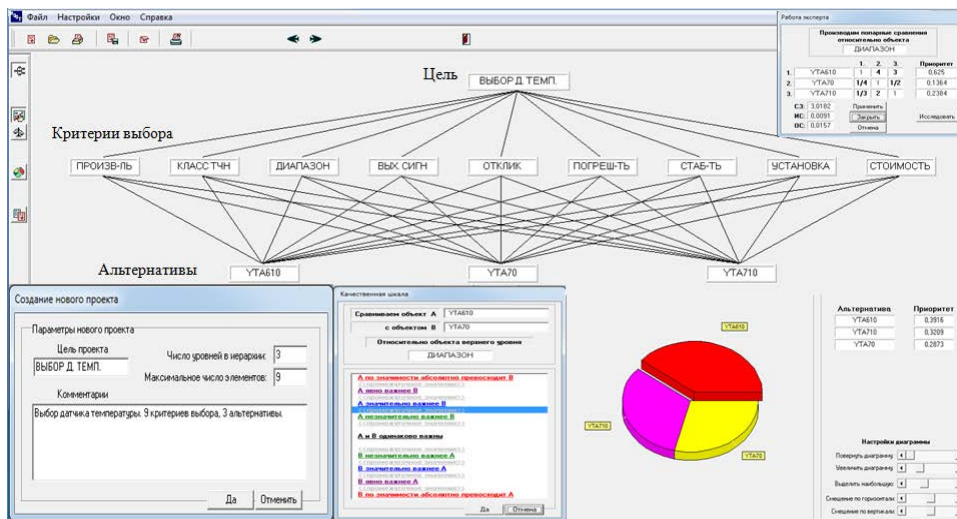 Файл Настройки Окно Справка
Цель
ВЫБОР Д. ТЕМП.
Критерии выбора
ПРОИЗВ-ЛЬ КЛАСС ТЧН ДИАПАЗОН ВЫХ СИГН ОТКЛИК ПОГРЕШ-ТЬ СТАБ-ТЬ УСТАНОВКА СТОИМОСТЬ
Альтернативы
YTA610 YTA70 YTA710
Работа эксперта
Производим попарные сравнения
относительно объекта
ДИАПАЗОН
1. 2. 3. Приоритет
1. YTA610 1 4 3 0,625
2. YTA70 1/4 1 1/2 0,1364
3. YTA710 1/3 2 1 0,2384
СЗ: 3,0182 Применить
ИС: 0,0091 Закрыть Исследовать
ОС: 0,0157 Отмена
Создание нового проекта
Параметры нового проекта
Цель проекта
ВЫБОР Д. ТЕМП.
Число уровней в иерархии: 3
Максимальное число элементов: 9
Комментарии
Выбор датчика температуры. 9 критериев выбора, 3 альтернативы.
Да Отменить
Качественная шкала
Сравниваем объект A YTA610
с объектом B YTA70
Относительно объекта верхнего уровня
ДИАПАЗОН
А по значимости абсолютно превосходит В
А явно важнее В
А значительно важнее В
А незначительно важнее В
А и В одинаково важны
В незначительно важнее А
В значительно важнее А
В явно важнее А
В по значимости абсолютно превосходит А
Да Отмена
YTA610
YTA710
YTA70
Альтернатива Приоритет
YTA610 0,3916
YTA710 0,3209
YTA70 0,2873
Настройки диаграммы
Повернуть диаграмму:
Увеличить диаграмму:
Выделить наибольшую:
Смещение по горизонтали:
Смещение по вертикали: